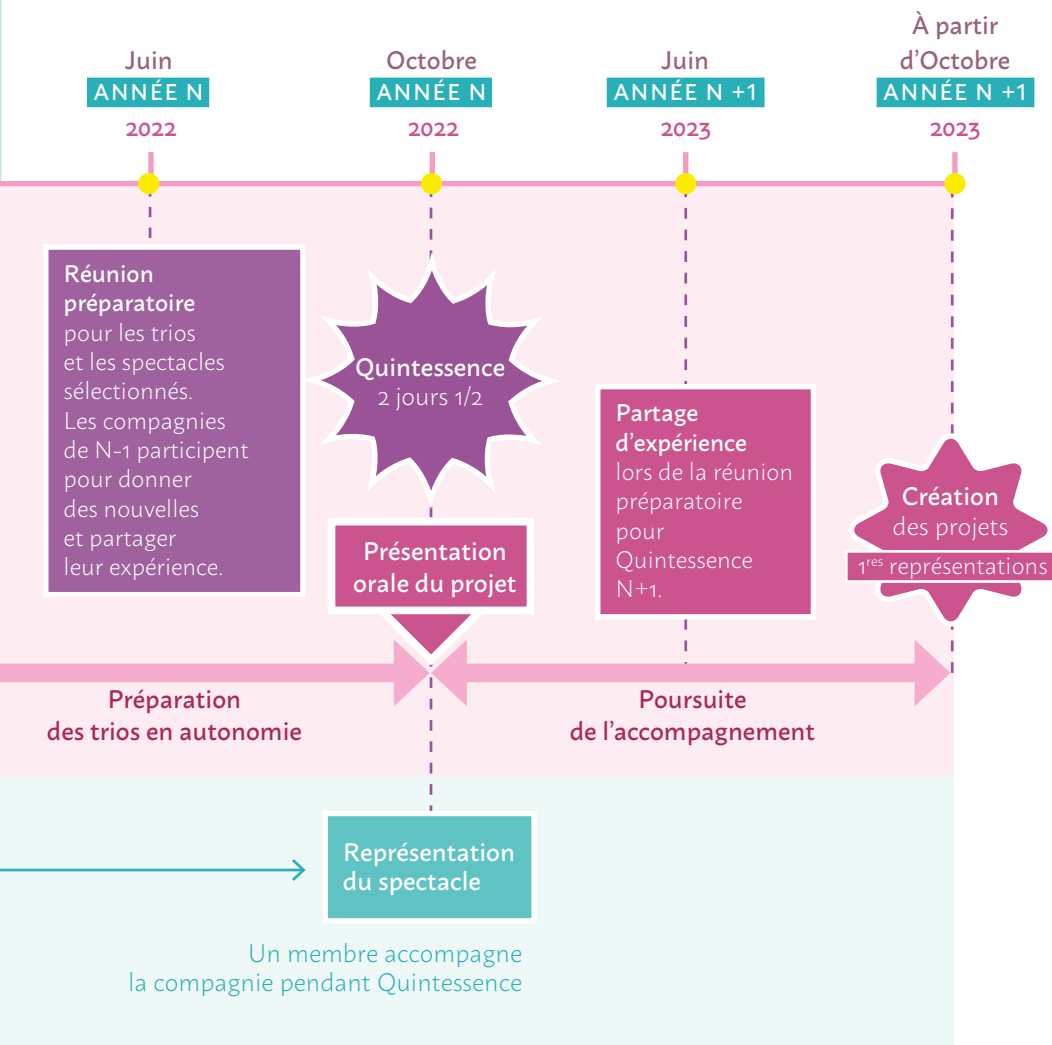 Juin
ANNÉE N
2022
Octobre
ANNÉE N
2022
Juin
ANNÉE N +1
2023
À partir
d'Octobre
ANNÉE N +1
2023
Réunion
préparatoire
pour les trios
et les spectacles
sélectionnés.
Les compagnies
de N-1 participent
pour donner
des nouvelles
et partager
leur expérience.
Quintessence
2 jours 1/2
Présentation
orale du projet
Partage
d'expérience
lors de la réunion
préparatoire
pour
Quintessence
N+1.
Création
des projets
1res représentations
Préparation
des trios en autonomie
Poursuite
de l'accompagnement
Représentation
du spectacle
Un membre accompagne
la compagnie pendant Quintessence